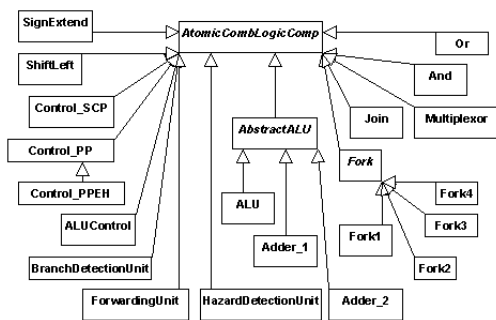 SignExtend
AtomicCombLogicComp
Or
ShiftLeft
And
Control_SCP
Join
Multiplexor
AbstractALU
Control_PP
Fork
Control_PPEH
ALU
Fork4
ALUControl
Fork3
Adder_1
Fork1
BranchDetectionUnit
Fork2
ForwardingUnit
HazardDetectionUnit
Adder_2